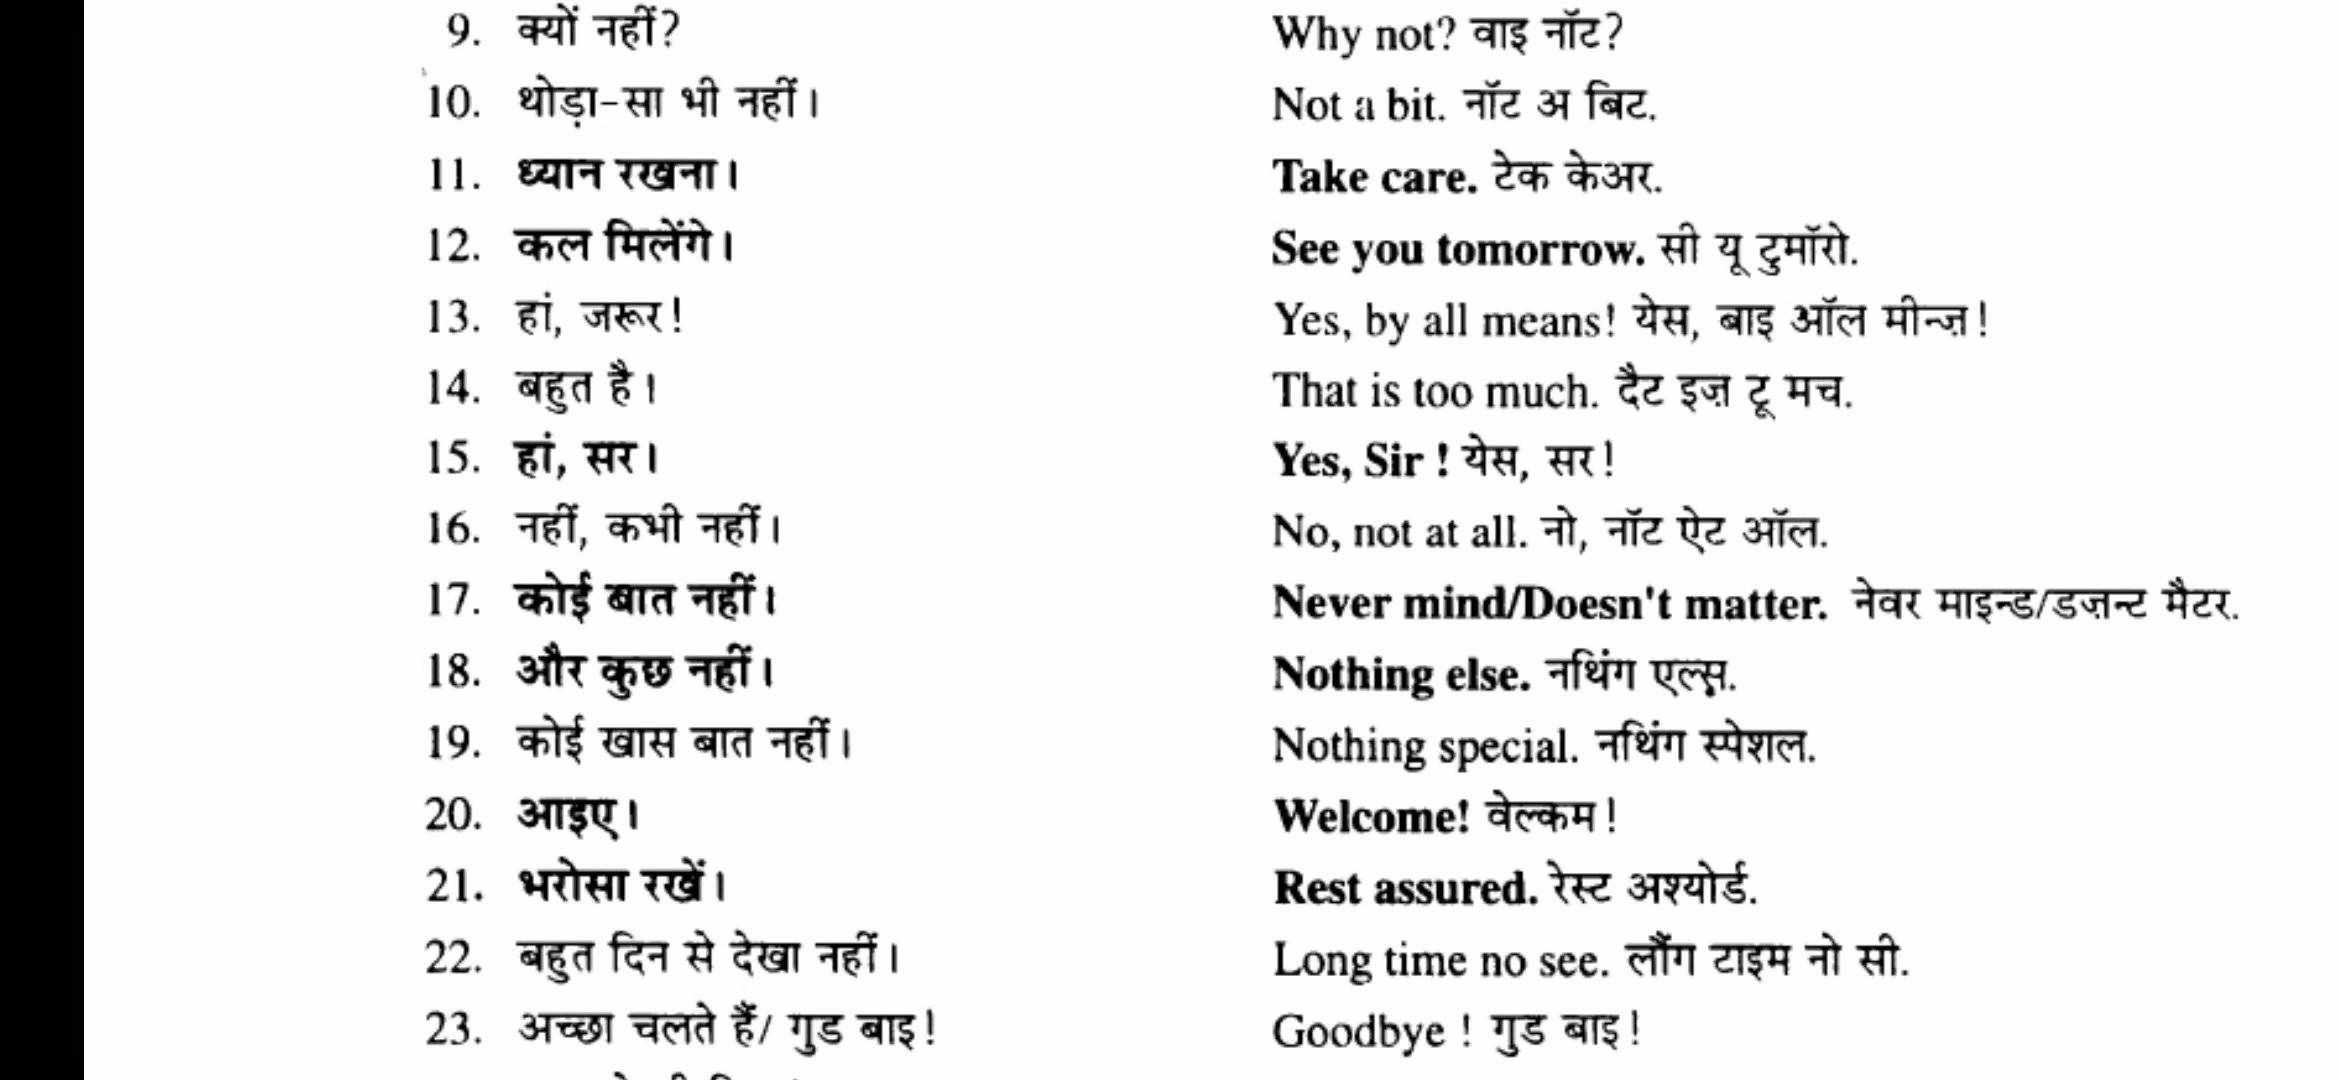 9. क्यों नहीं? Why not? वाइ नॉट?
10. थोड़ा-सा भी नहीं। Not a bit. नॉट अ बिट.
11. ध्यान रखना। Take care. टेक केअर.
12. कल मिलेंगे। See you tomorrow. सी यू टुमॉरो.
13. हां, जरूर! Yes, by all means! येस, बाइ ऑल मीन्ज़!
14. बहुत है। That is too much. दैट इज़ टू मच.
15. हां, सर। Yes, Sir ! येस, सर!
16. नहीं, कभी नहीं। No, not at all. नो, नॉट ऐट ऑल.
17. कोई बात नहीं। Never mind/Doesn't matter. नेवर माइन्ड/डज़न्ट मैटर.
18. और कुछ नहीं। Nothing else. नथिंग एल्स.
19. कोई खास बात नहीं। Nothing special. नथिंग स्पेशल.
20. आइए। Welcome! वेल्कम!
21. भरोसा रखें। Rest assured. रेस्ट अश्योर्ड.
22. बहुत दिन से देखा नहीं। Long time no see. लौंग टाइम नो सी.
23. अच्छा चलते हैं/ गुड बाइ! Goodbye ! गुड बाइ!